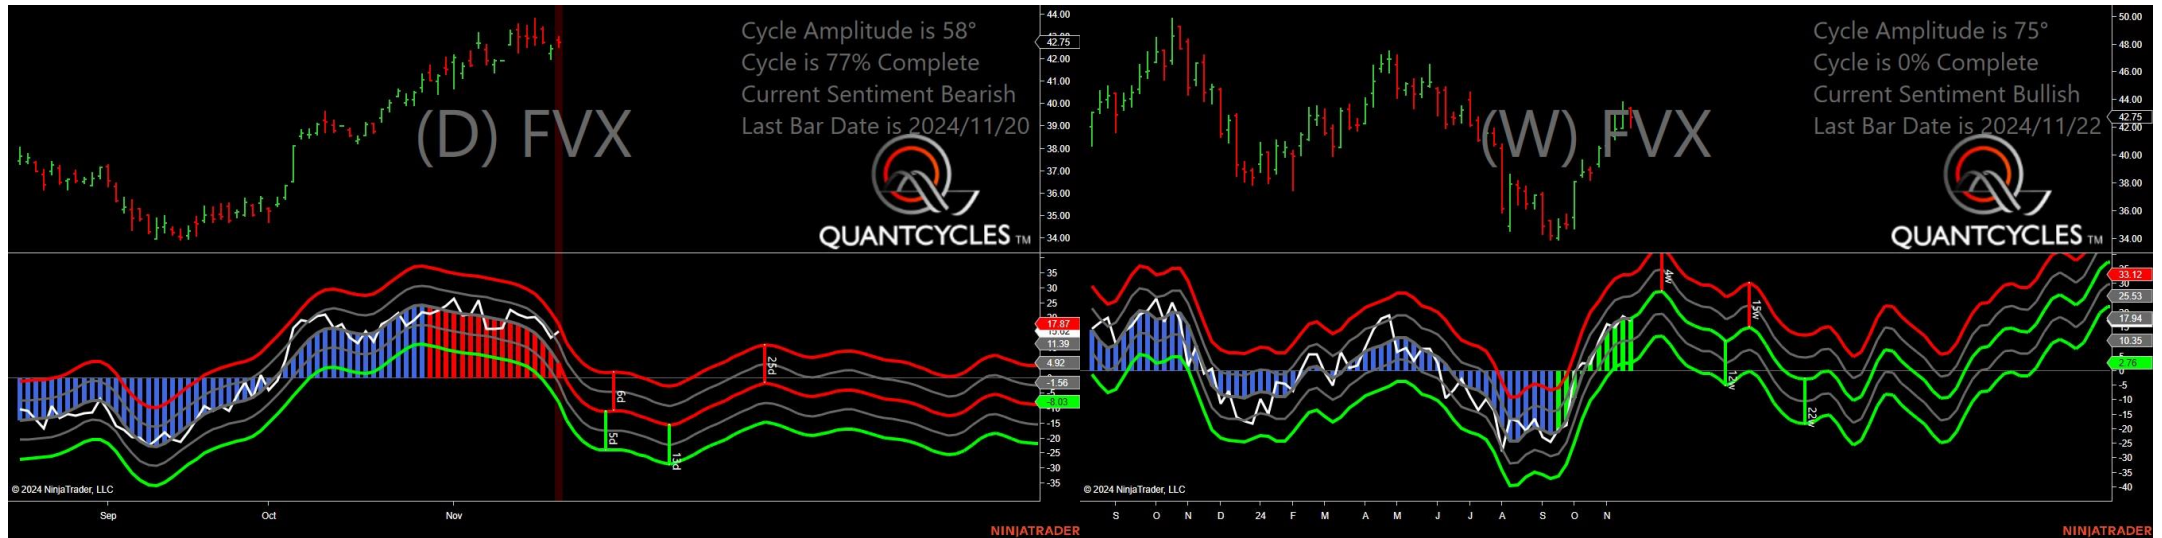 Cycle Amplitude is 58°
Cycle is 77% Complete
Current Sentiment Bearish
Last Bar Date is 2024/11/20
(D) FVX
QUANTCYCLES TM
44.00
42.75
42.00
41.00
40.00
39.00
38.00
37.00
36.00
35.00
34.00
35
30
25
17.87
11.39
4.92
-1.56
-8.03
-15
-20
-25
-30
-35
6d
5d
13d
25d
© 2024 NinjaTrader, LLC
Sep Oct Nov
NINJATRADER
Cycle Amplitude is 75°
Cycle is 0% Complete
Current Sentiment Bullish
Last Bar Date is 2024/11/22
(W) FVX
QUANTCYCLES TM
50.00
48.00
46.00
44.00
42.75
42.00
40.00
38.00
36.00
34.00
33.12
30
25.53
17.94
10.35
2.76
-5
-10
-15
-20
-25
-30
-35
-40
4w
15w
12w
22w
© 2024 NinjaTrader, LLC
S O N D 24 F M A M J J A S O N
NINJATRADER